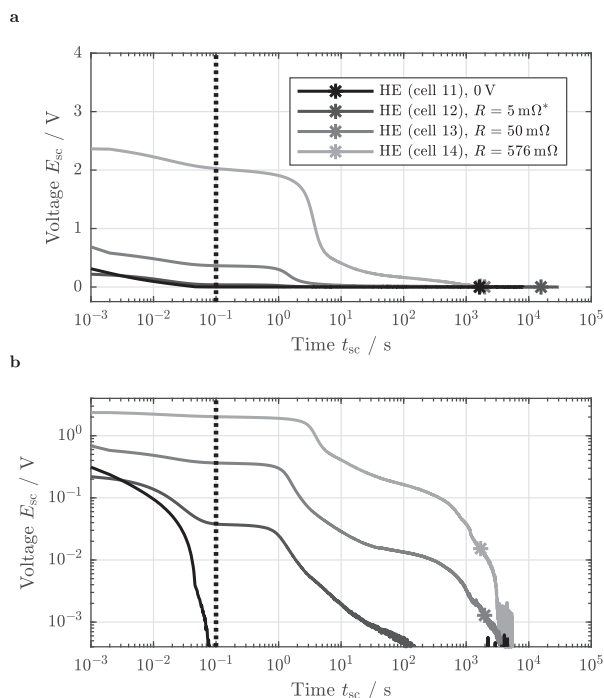 a
4
3
2
1
0
Voltage E_sc / V
HE (cell 11), 0 V
HE (cell 12), R = 5 mΩ*
HE (cell 13), R = 50 mΩ
HE (cell 14), R = 576 mΩ
10^−3 10^−2 10^−1 10^0 10^1 10^2 10^3 10^4 10^5
Time t_sc / s
b
10^0
10^−1
10^−2
10^−3
Voltage E_sc / V
10^−3 10^−2 10^−1 10^0 10^1 10^2 10^3 10^4 10^5
Time t_sc / s